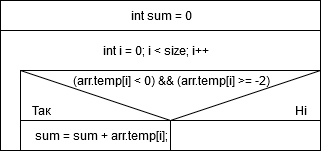 int sum = 0
int i = 0; i < size; i++
(arr.temp[i] < 0) && (arr.temp[i] >= -2)
Так Ні
sum = sum + arr.temp[i];